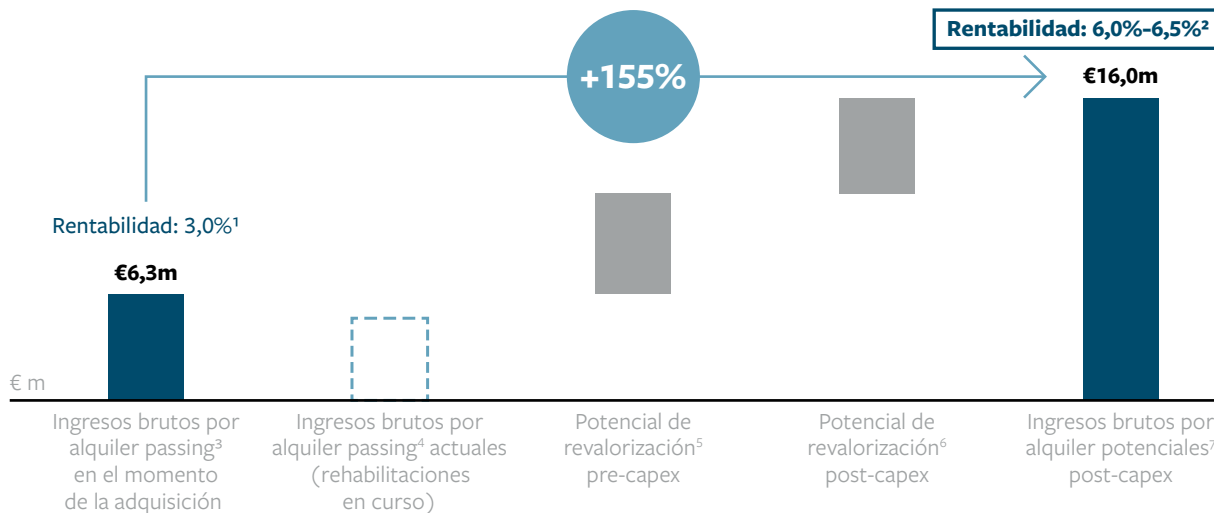 Rentabilidad: 6,0%-6,5%²
+155%
€16,0m
Rentabilidad: 3,0%¹
€6,3m
€ m
Ingresos brutos por
alquiler passing³
en el momento
de la adquisición
Ingresos brutos por
alquiler passing⁴ actuales
(rehabilitaciones
en curso)
Potencial de
revalorización⁵
pre-capex
Potencial de
revalorización⁶
post-capex
Ingresos brutos por
alquiler potenciales⁷
post-capex